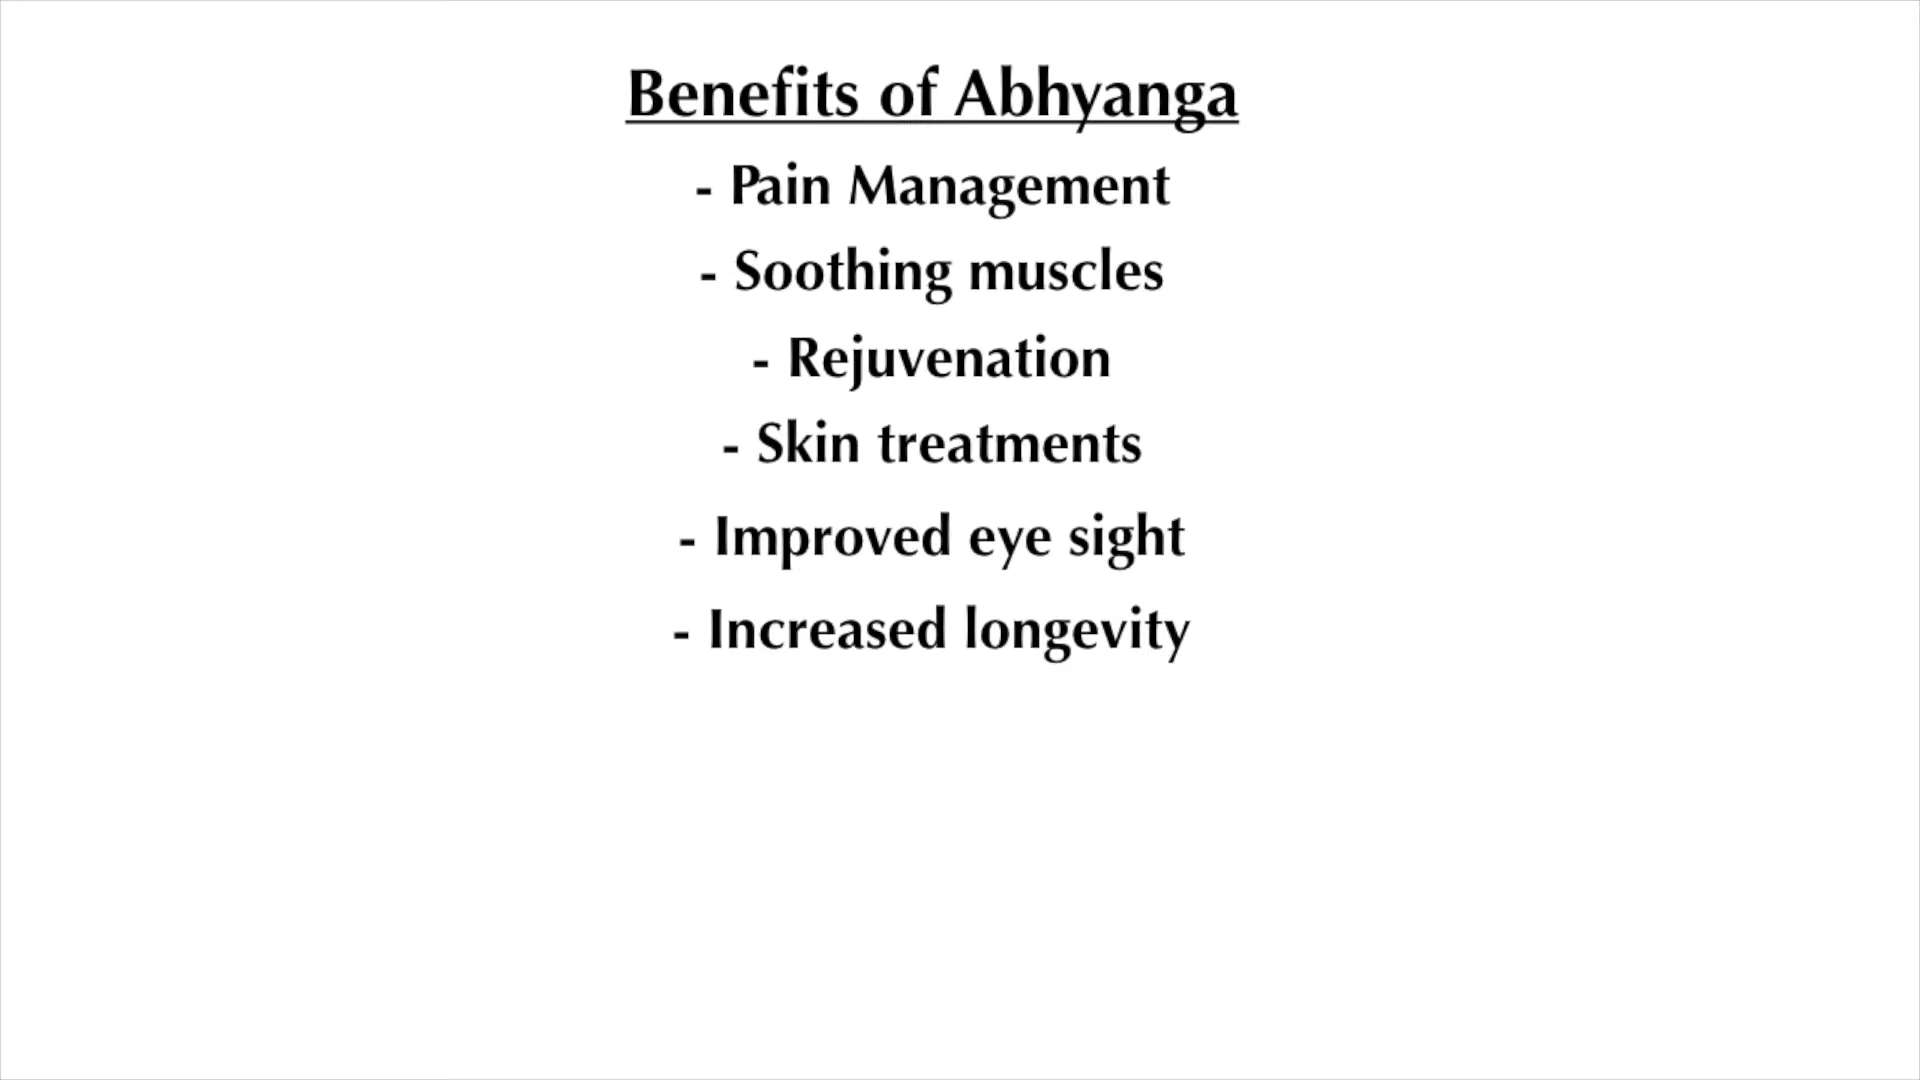 Benefits of Abhyanga
- Pain Management
- Soothing muscles
- Rejuvenation
- Skin treatments
- Improved eye sight
- Increased longevity